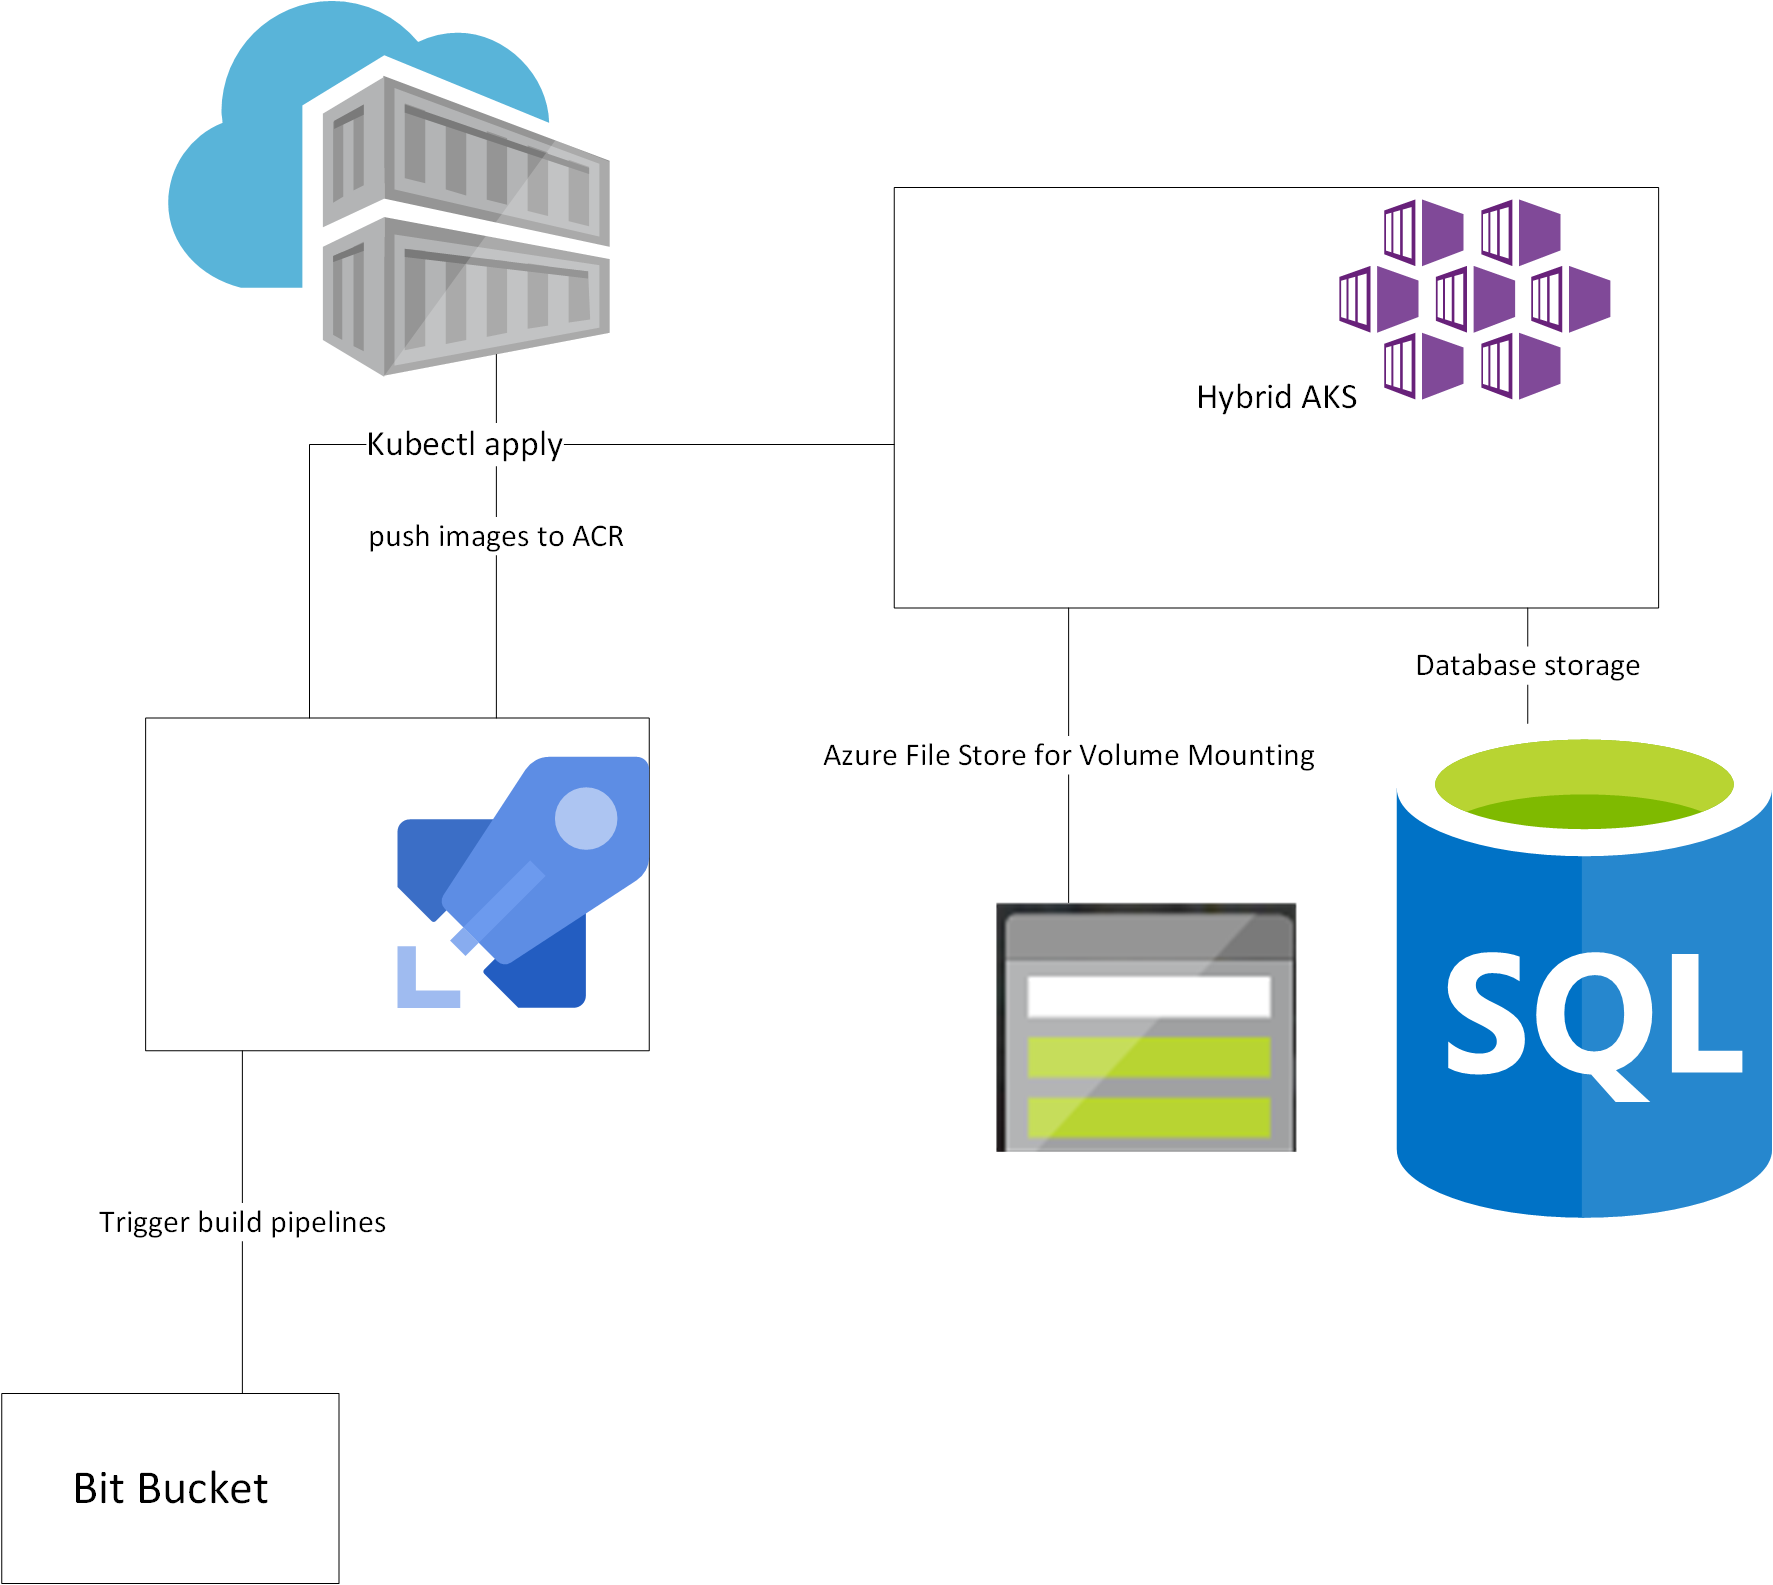 Hybrid AKS
Kubectl apply
push images to ACR
Database storage
Azure File Store for Volume Mounting
SQL
Trigger build pipelines
Bit Bucket